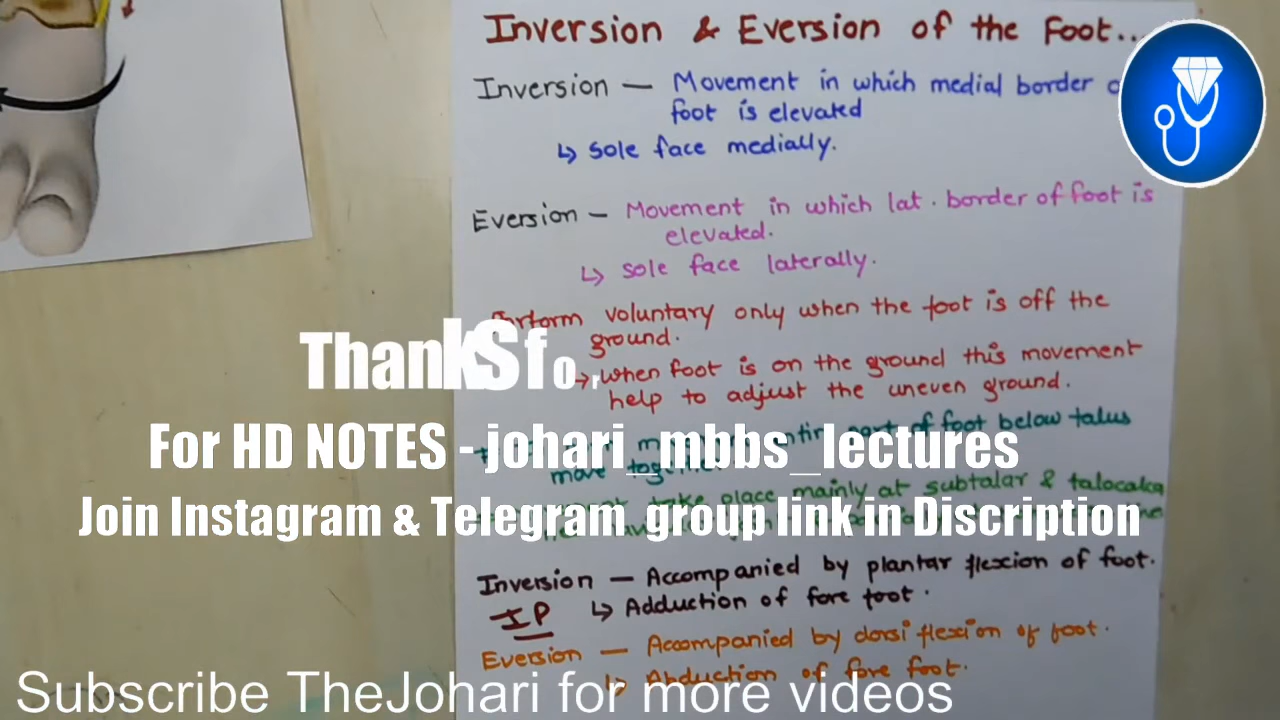 Inversion & Eversion of the Foot...
Inversion — Movement in which medial border
foot is elevated
↳ sole face medially.
Eversion — Movement in which lat. border of foot is
elevated.
↳ sole face laterally.
voluntary only when the foot is off the
ground.
→ when foot is on the ground this movement
help to adjust the uneven ground.
of foot below talus
move
take place mainly at subtalar &
Inversion — Accompanied by plantar flexion of foot.
IP ↳ Adduction of fore foot.
Eversion — Accompanied by dorsi flexion of foot.
↳ Abduction of fore foot.
Thanks for
For HD NOTES - johari_mbbs_lectures
Join Instagram & Telegram group link in Discription
Subscribe TheJohari for more videos